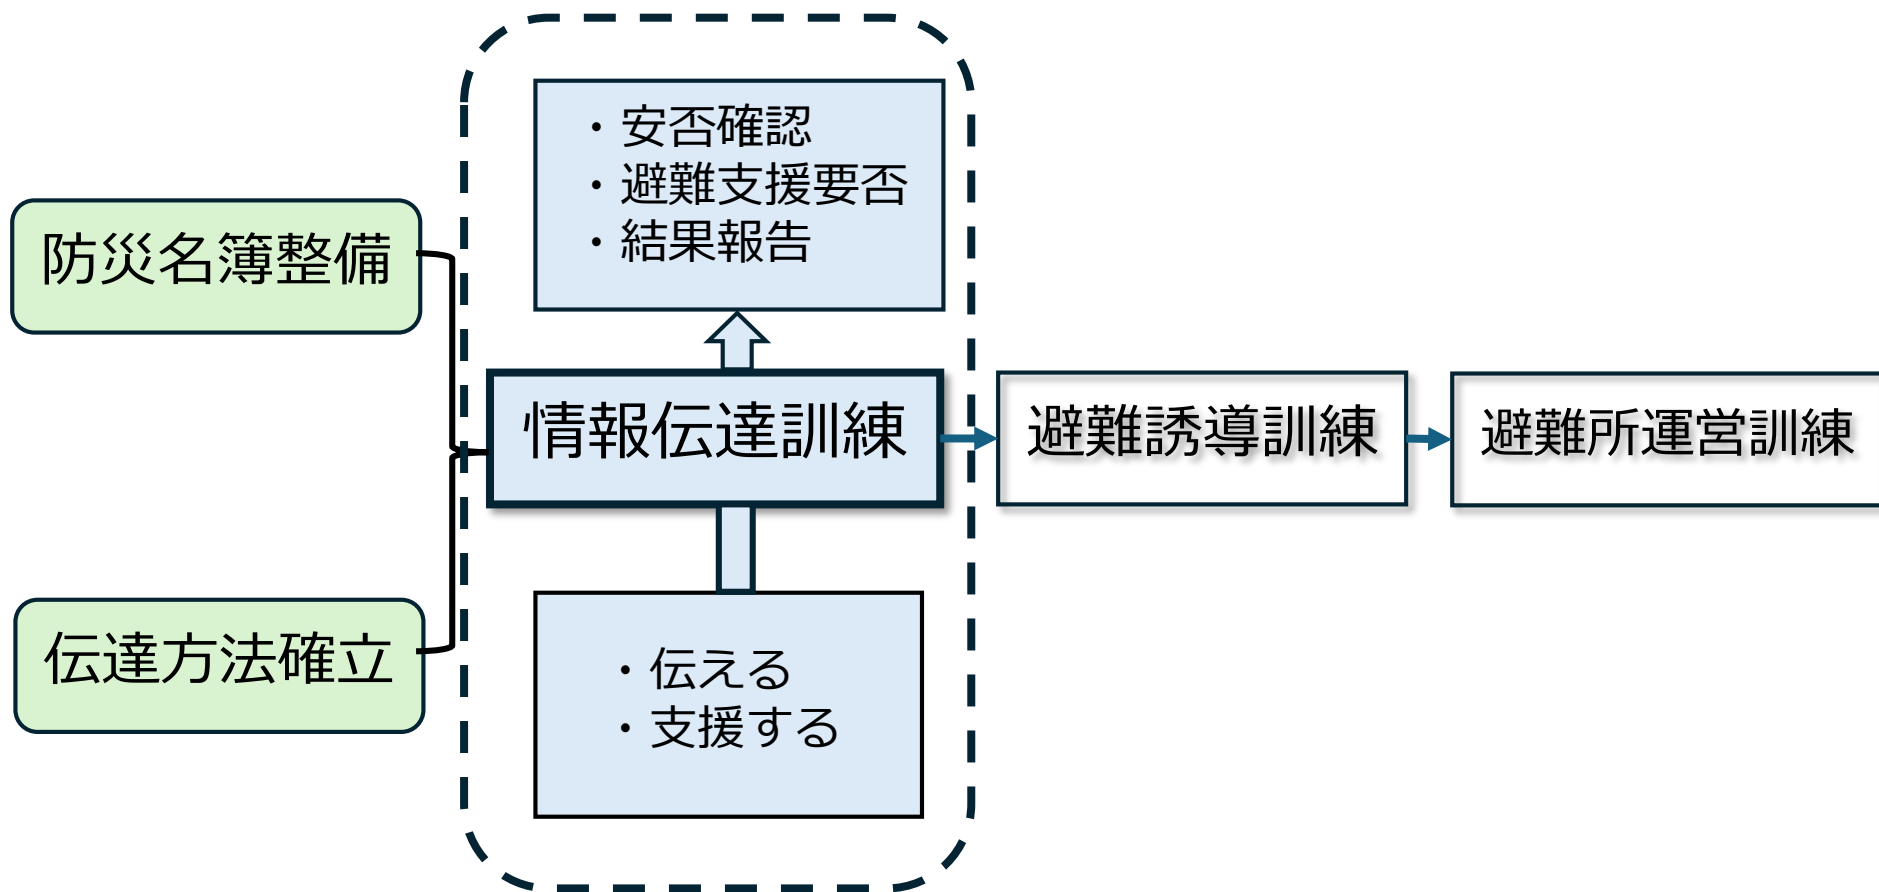 防災名簿整備
伝達方法確立
・安否確認
・避難支援要否
・結果報告
情報伝達訓練
・伝える
・支援する
避難誘導訓練
避難所運営訓練